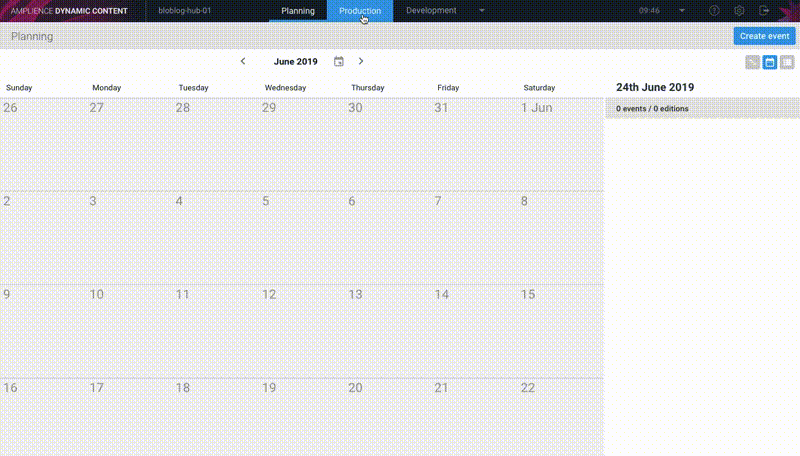 AMPLIENCE DYNAMIC CONTENT bloblog-hub-01 Planning Production Development 09:46
Planning Create event
June 2019
Sunday Monday Tuesday Wednesday Thursday Friday Saturday
24th June 2019
0 events / 0 editions
26 27 28 29 30 31 1 Jun
2 3 4 5 6 7 8
9 10 11 12 13 14 15
16 17 18 19 20 21 22